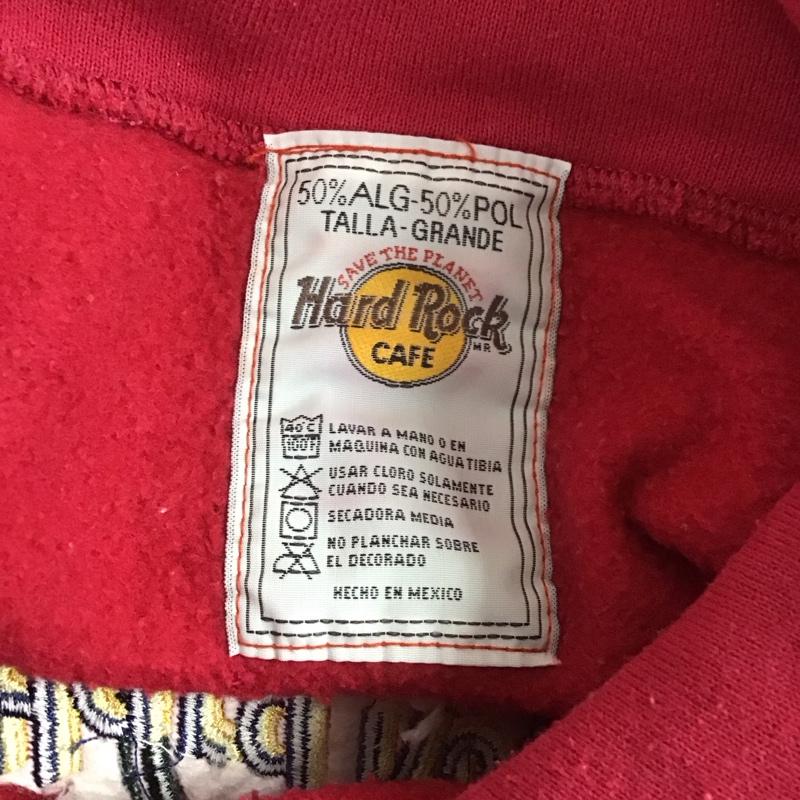 50%ALG-50%POL
TALLA-GRANDE
SAVE THE PLANET
Hard Rock
CAFE
MR
40°C
100°F
LAVAR A MANO O EN
MAQUINA CON AGUA TIBIA
USAR CLORO SOLAMENTE
CUANDO SEA NECESARIO
SECADORA MEDIA
NO PLANCHAR SOBRE
EL DECORADO
HECHO EN MEXICO